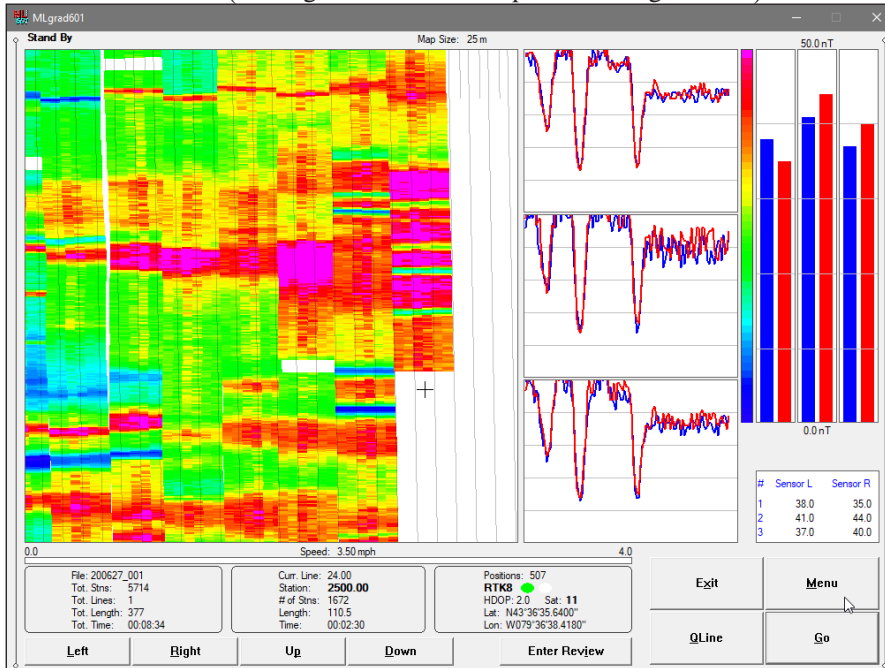 MLgrad601
Stand By
Map Size: 25 m
50.0 nT
0.0 nT
# Sensor L Sensor R
1 38.0 35.0
2 41.0 44.0
3 37.0 40.0
0.0 Speed: 3.50 mph 4.0
File: 200627_001
Tot. Stns: 5714
Tot. Lines: 1
Tot. Length: 377
Tot. Time: 00:08:34
Curr. Line: 24.00
Station: 2500.00
# of Stns: 1672
Length: 110.5
Time: 00:02:30
Positions: 507
RTK8
HDOP: 2.0 Sat: 11
Lat: N43°36'35.6400"
Lon: W079°36'38.4180"
Exit
Menu
QLine
Go
Left
Right
Up
Down
Enter Review